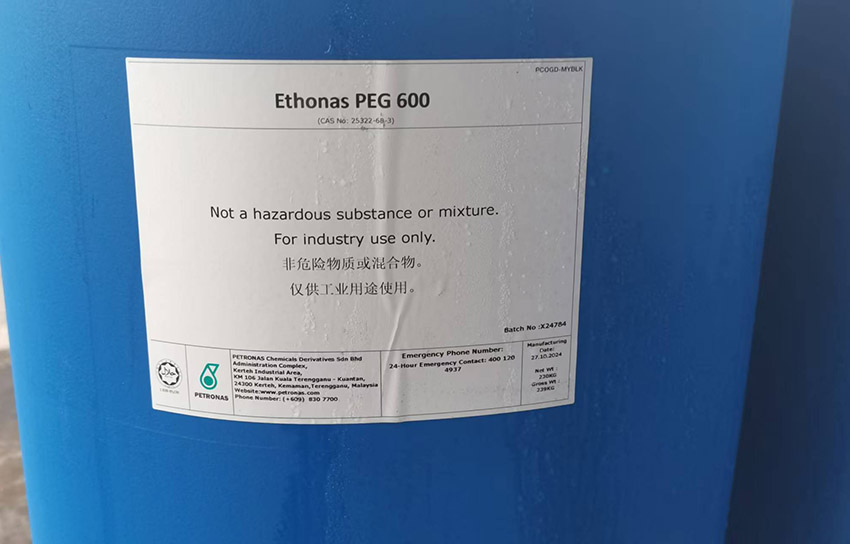 PCOGD-MYBLK
Ethonas PEG 600
(CAS No: 25322-68-3)
Not a hazardous substance or mixture.
For industry use only.
非危险物质或混合物。
仅供工业用途使用。
Batch No :X24784
PETRONAS
PETRONAS Chemicals Derivatives Sdn Bhd
Administration Complex,
Kerteh Industrial Area,
KM 106 Jalan Kuala Terengganu - Kuantan,
24300 Kerteh, Kemaman,Terengganu, Malaysia
Website:www.petronas.com
Phone Number: (+609) 830 7700
Emergency Phone Number:
24-Hour Emergency Contact: 400 120
4937
Manufacturing
Date:
27.10.2024
Net Wt :
230KG
Gross Wt :
239KG